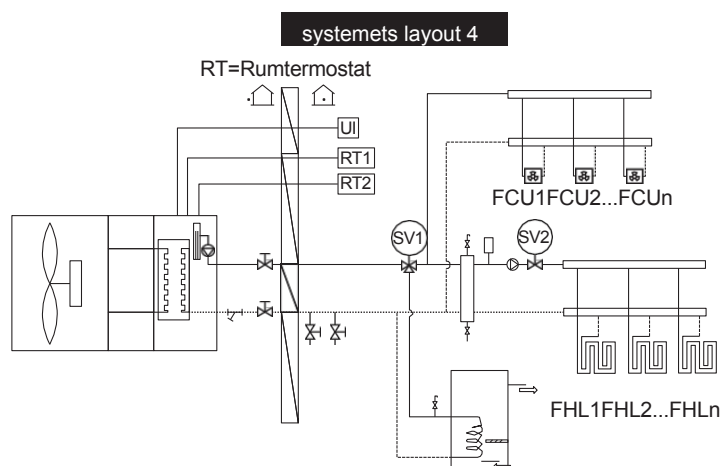 systemets layout 4
RT=Rumtermostat
UI
RT1
RT2
FCU1FCU2...FCUn
SV1
SV2
FHL1FHL2...FHLn